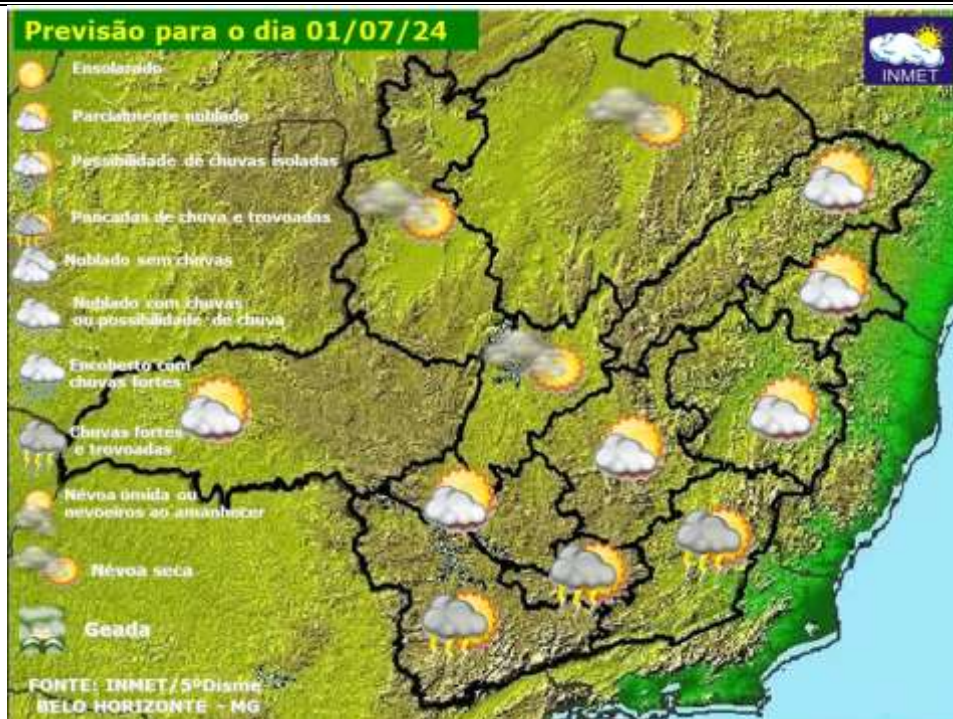 Previsão para o dia 01/07/24
INMET
Ensolarado
Parcialmente nublado
Possibilidade de chuvas isoladas
Pancadas de chuva e trovoadas
Nublado sem chuvas
Nublado com chuvas
ou possibilidade de chuva
Encoberto com
chuvas fortes
Chuvas fortes
e trovoadas
Névoa úmida ou
nevoeiros ao amanhecer
Névoa seca
Geada
FONTE: INMET/5ºDisme
BELO HORIZONTE - MG